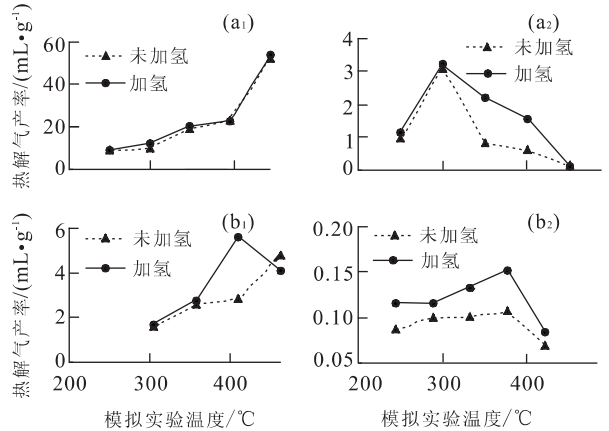 (a₁)
60
40
20
0
未加氢
加氢
热解气产率/(mL•g⁻¹)
(a₂)
4
3
2
1
0
未加氢
加氢
(b₁)
6
4
2
0
未加氢
加氢
热解气产率/(mL•g⁻¹)
200 300 400
模拟实验温度/℃
(b₂)
0.20
0.15
0.10
0.05
未加氢
加氢
200 300 400
模拟实验温度/℃